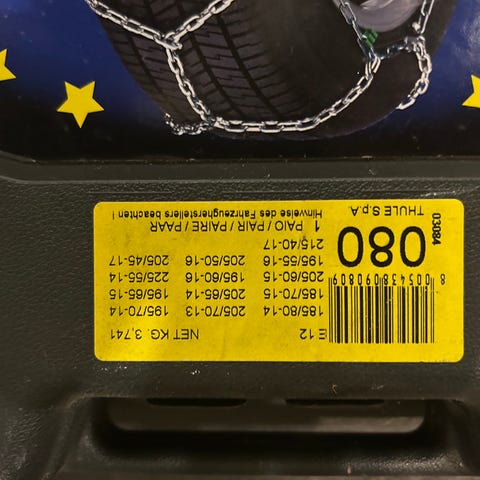 E 12 NET KG. 3,741
185/80-14 205/70-13 195/70-14
185/70-15 205/65-14 195/65-15
205/60-15 195/60-16 225/55-14
195/55-16 205/50-16 205/45-17
215/40-17
1 PAIO / PAIR / PAIRE / PAAR
Hinweise des Fahrzeugherstellers beachten !
8 005438 090809
080
03084
THULE S.p.A.